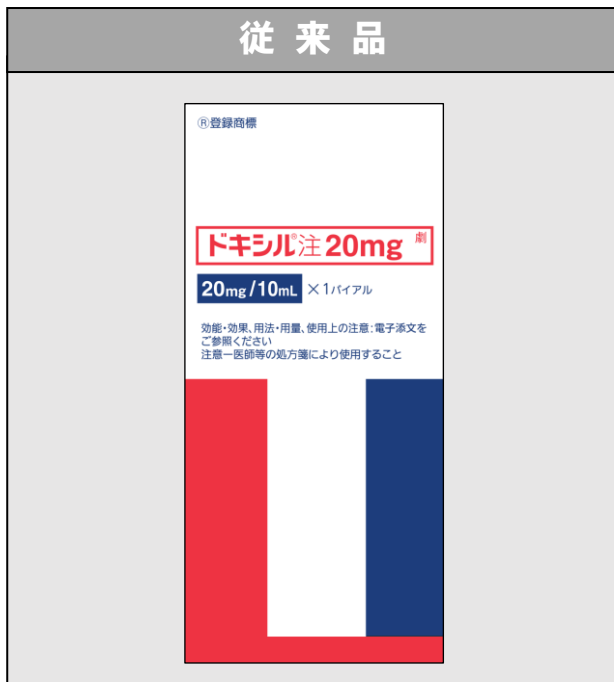 従来品
Ⓡ登録商標
ドキシル®注20mg 劇
20mg/10mL ×1バイアル
効能・効果、用法・用量、使用上の注意:電子添文を
ご参照ください
注意−医師等の処方箋により使用すること